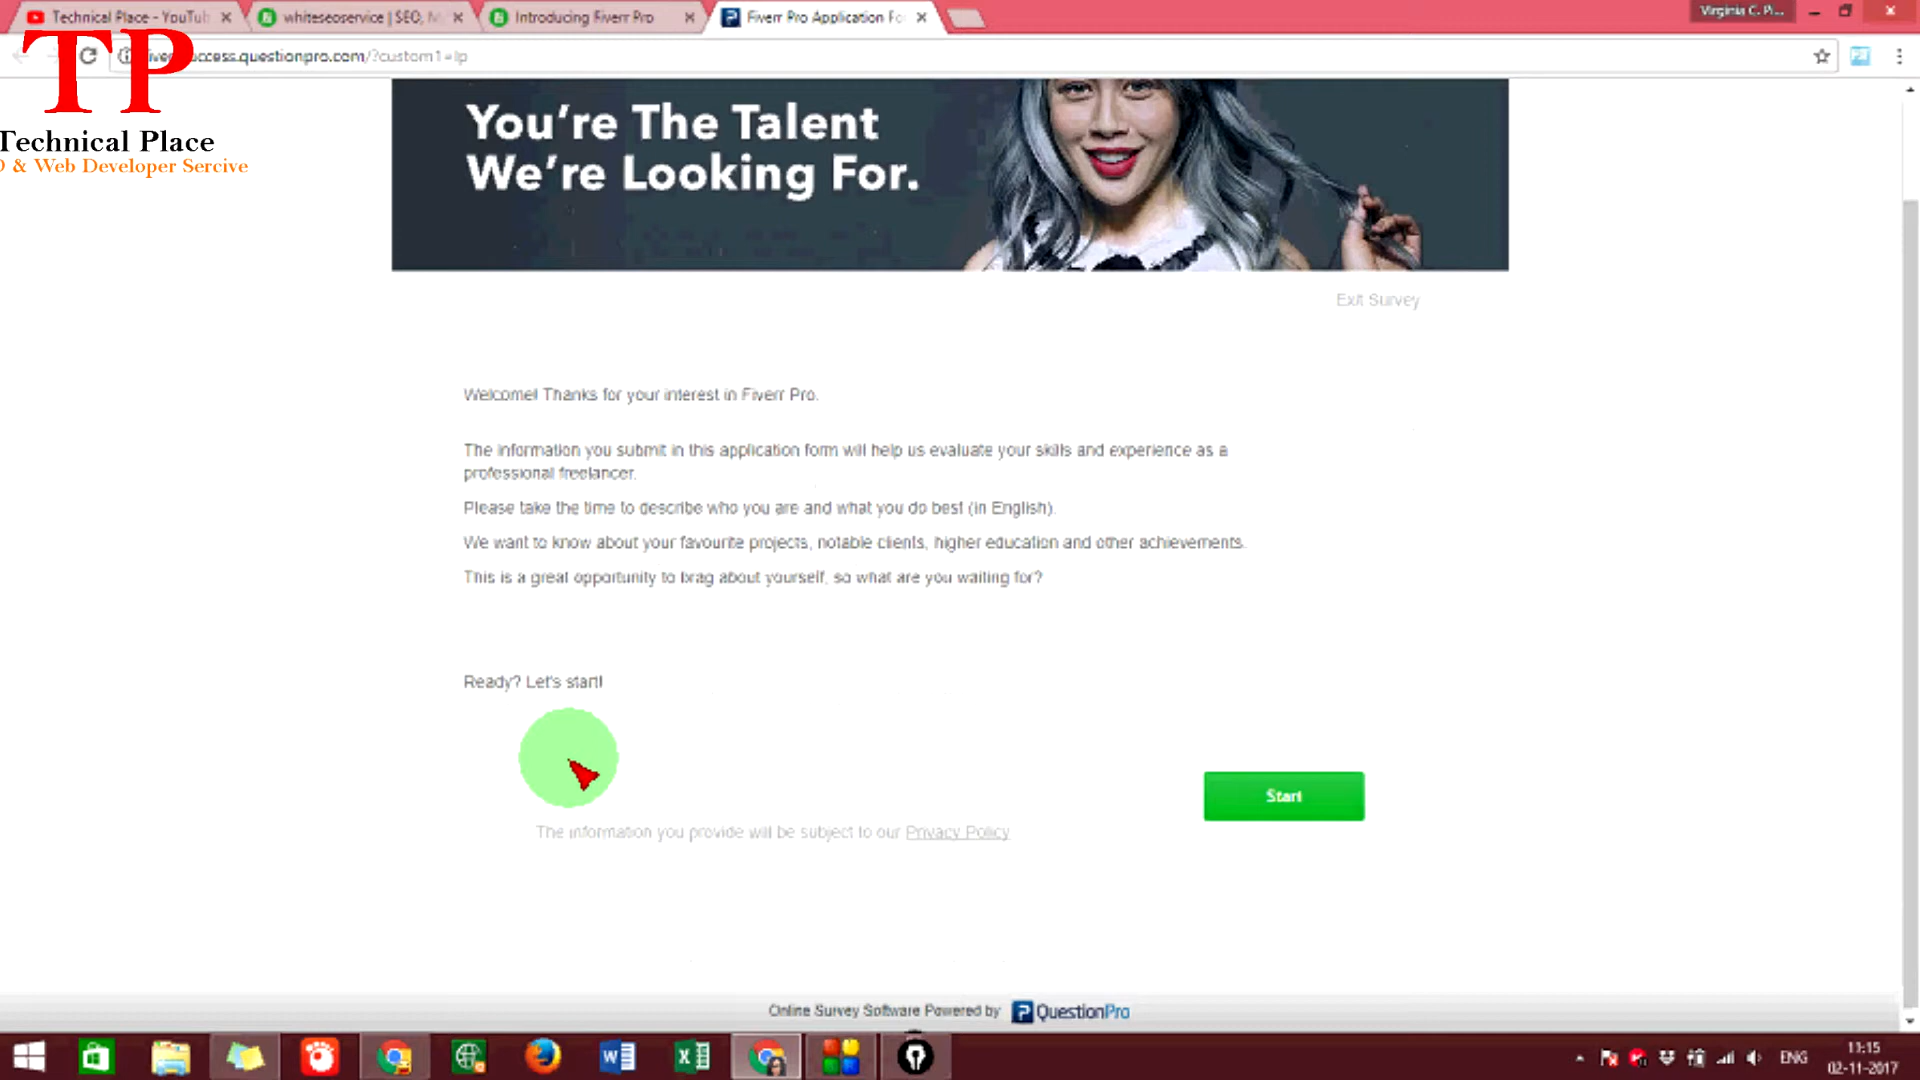 Technical Place - YouTub
whiteseoservice | SEO, M
Introducing Fiverr Pro
Fiverr Pro Application Fo
Virginia C. Pi...
ccess.questionpro.com/?custom1=lp
TP
Technical Place
& Web Developer Sercive
You're The Talent
We're Looking For.
Exit Survey
Welcome! Thanks for your interest in Fiverr Pro.
The information you submit in this application form will help us evaluate your skills and experience as a
professional freelancer.
Please take the time to describe who you are and what you do best (in English).
We want to know about your favourite projects, notable clients, higher education and other achievements.
This is a great opportunity to brag about yourself, so what are you waiting for?
Ready? Let's start!
Start
The information you provide will be subject to our Privacy Policy
Online Survey Software Powered by QuestionPro
ENG
11:15
02-11-2017